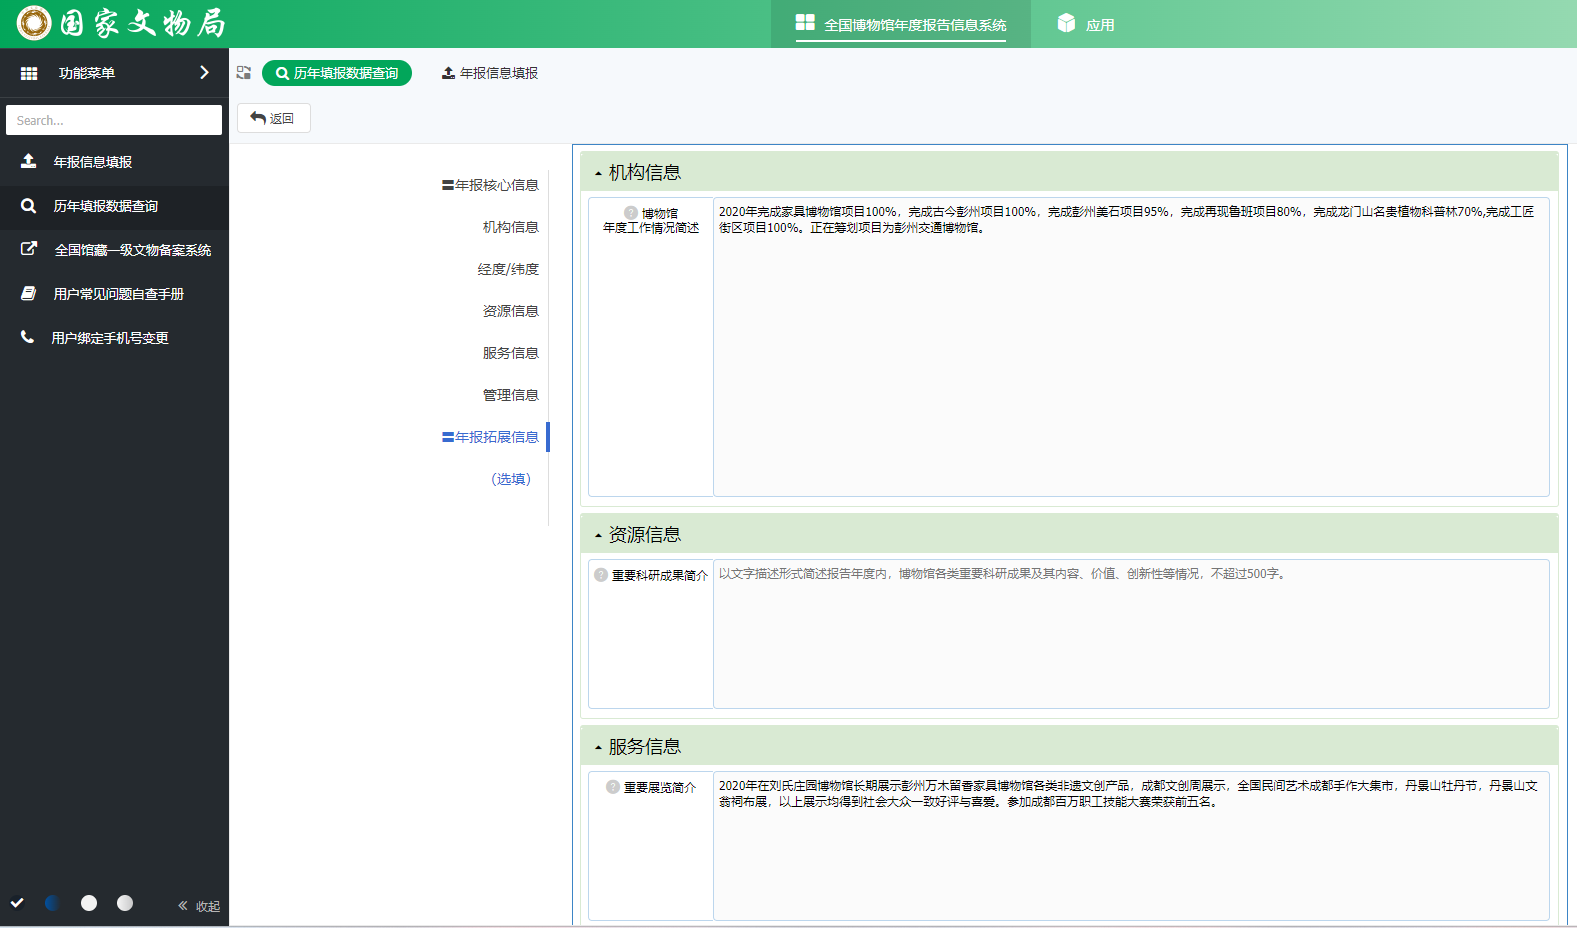 国家文物局
全国博物馆年度报告信息系统
应用
功能菜单
历年填报数据查询
年报信息填报
返回
Search...
年报信息填报
历年填报数据查询
全国馆藏一级文物备案系统
用户常见问题自查手册
用户绑定手机号变更
收起
年报核心信息
机构信息
经度/纬度
资源信息
服务信息
管理信息
年报拓展信息
（选填）
机构信息
博物馆
年度工作情况简述
2020年完成家具博物馆项目100%，完成古今彭州项目100%，完成彭州美石项目95%，完成再现鲁班项目80%，完成龙门山名贵植物科普林70%,完成工匠
街区项目100%。正在筹划项目为彭州交通博物馆。
资源信息
重要科研成果简介
以文字描述形式简述报告年度内，博物馆各类重要科研成果及其内容、价值、创新性等情况，不超过500字。
服务信息
重要展览简介
2020年在刘氏庄园博物馆长期展示彭州万木留香家具博物馆各类非遗文创产品，成都文创周展示，全国民间艺术成都手作大集市，丹景山牡丹节，丹景山文
翁祠布展，以上展示均得到社会大众一致好评与喜爱。参加成都百万职工技能大赛荣获前五名。